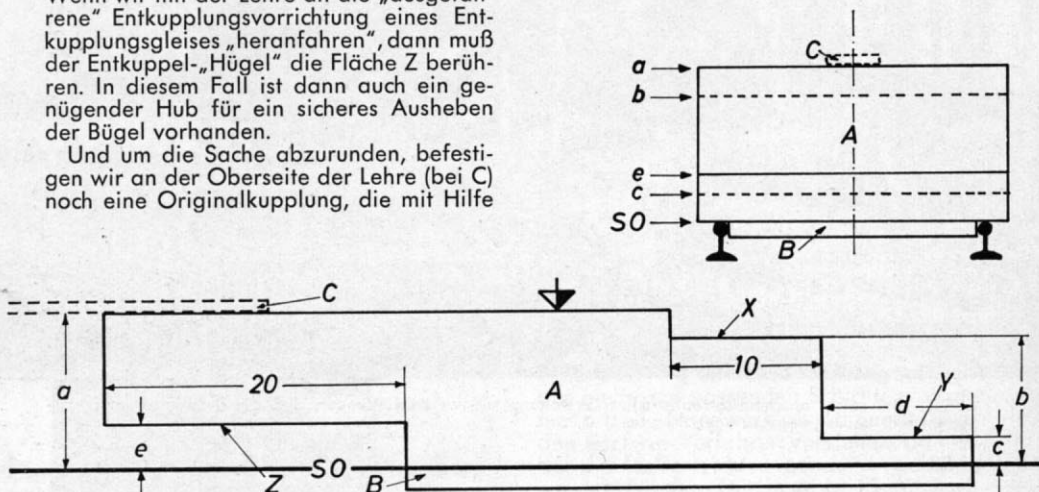 Wenn wir mit der Lehre an die „ausgefah-
rene“ Entkupplungsvorrichtung eines Ent-
kupplungsgleises „heranfahren“, dann muß
der Entkuppel-„Hügel“ die Fläche Z berüh-
ren. In diesem Fall ist dann auch ein ge-
nügender Hub für ein sicheres Ausheben
der Bügel vorhanden.
Und um die Sache abzurunden, befesti-
gen wir an der Oberseite der Lehre (bei C)
noch eine Originalkupplung, die mit Hilfe
C
a
b
A
e
c
SO
B
C
X
20
A
10
a
d
Y
b
e
c
Z
SO
B